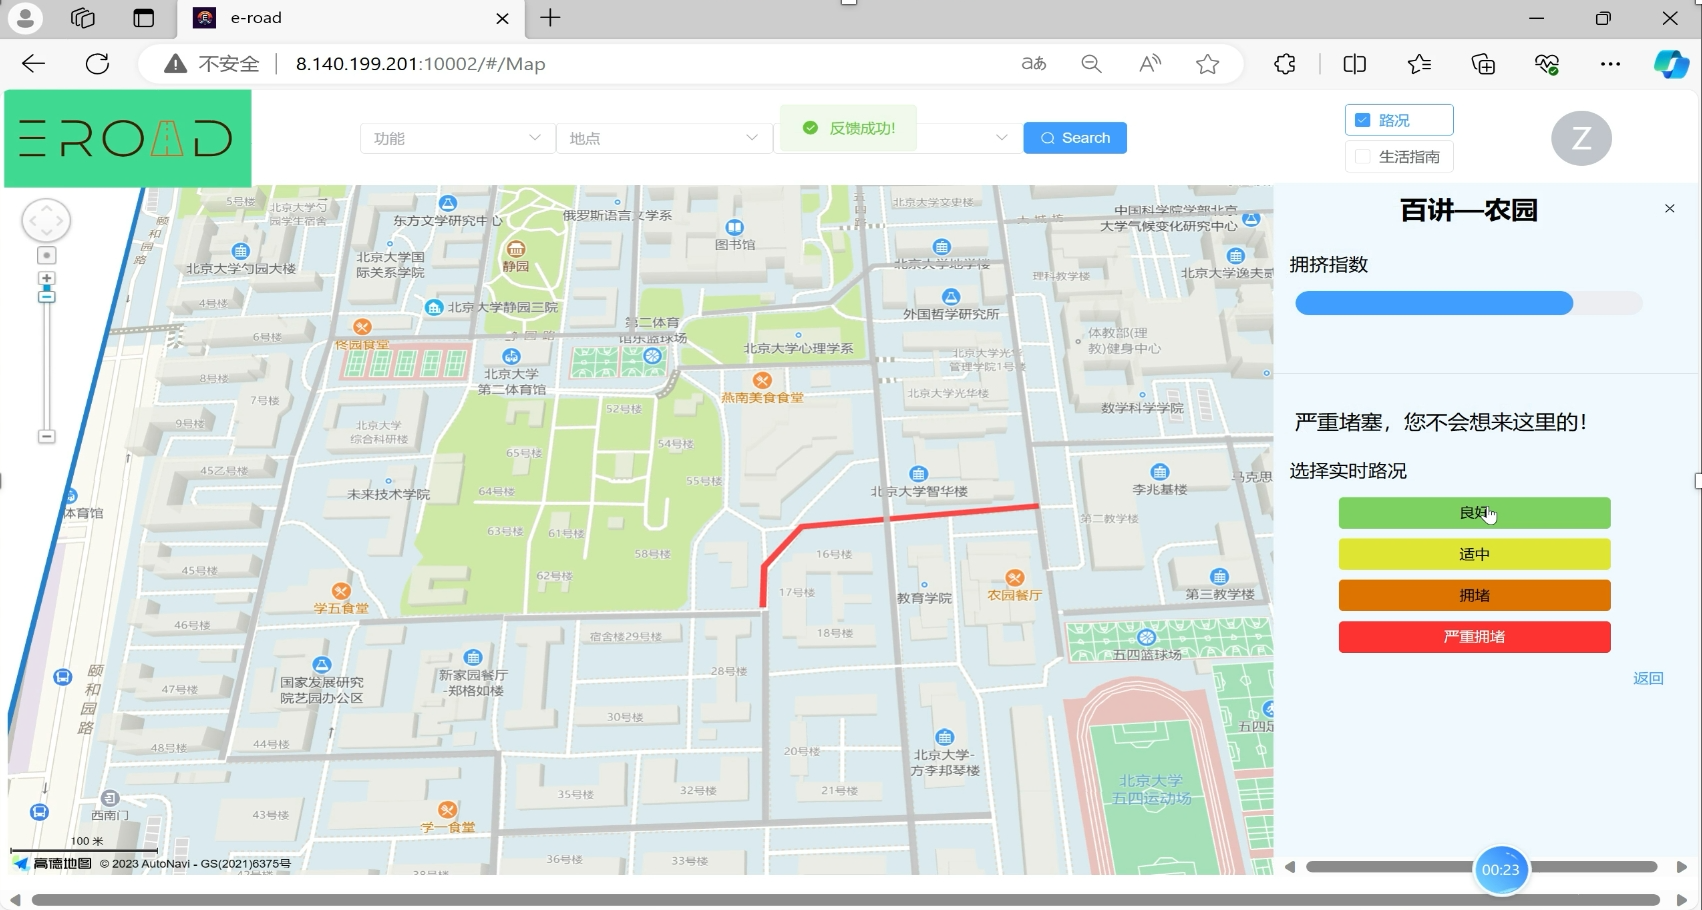 e-road
不安全
8.140.199.201:10002/#/Map
aあ
EROAD
功能
地点
反馈成功!
Search
路况
生活指南
Z
5号楼
北京大学勺
园学生宿舍
颐和园路
东方文学研究中心
俄罗斯语言文学系
图书馆
五四路
北京大学文史楼
中国科学院学部北京
大学气候变化研究中心
北京大学勺园大楼
北京大学国
际关系学院
静园
北京大学地学楼
理科教学楼
北京大学逸夫贰
4号楼
北京大学静园三院
外国哲学研究所
6号楼
佟园食堂
第二体育
馆东篮球场
北京大学心理学系
体教部(理
教)健身中心
北京大学光华
管理学院1号楼
8号楼
北京大学
第二体育馆
燕南美食食堂
北京大学光华楼
7号楼
9号楼
52号楼
数学科学学院
北京大学
综合科研楼
54号楼
65号楼
45乙号楼
未来技术学院
64号楼
55号楼
北京大学智华楼
李兆基楼
马克思
体育馆
63号楼
61号楼
第二教学楼
58号楼
16号楼
45号楼
62号楼
17号楼
教育学院
农园餐厅
第三教学楼
学五食堂
46号楼
宿舍楼29号楼
18号楼
五四篮球场
颐和园路
国家发展研究
院艺园办公区
新家园餐厅
-郑格如楼
28号楼
47号楼
30号楼
五四足
48号楼
44号楼
20号楼
北京大学-
方李邦琴楼
北京大学
五四运动场
35号楼
32号楼
21号楼
西南门
43号楼
学一食堂
100 米
36号楼
33号楼
高德地图 © 2023 AutoNavi - GS(2021)6375号
百讲—农园
拥挤指数
严重堵塞，您不会想来这里的!
选择实时路况
良好
适中
拥堵
严重拥堵
返回
00:23